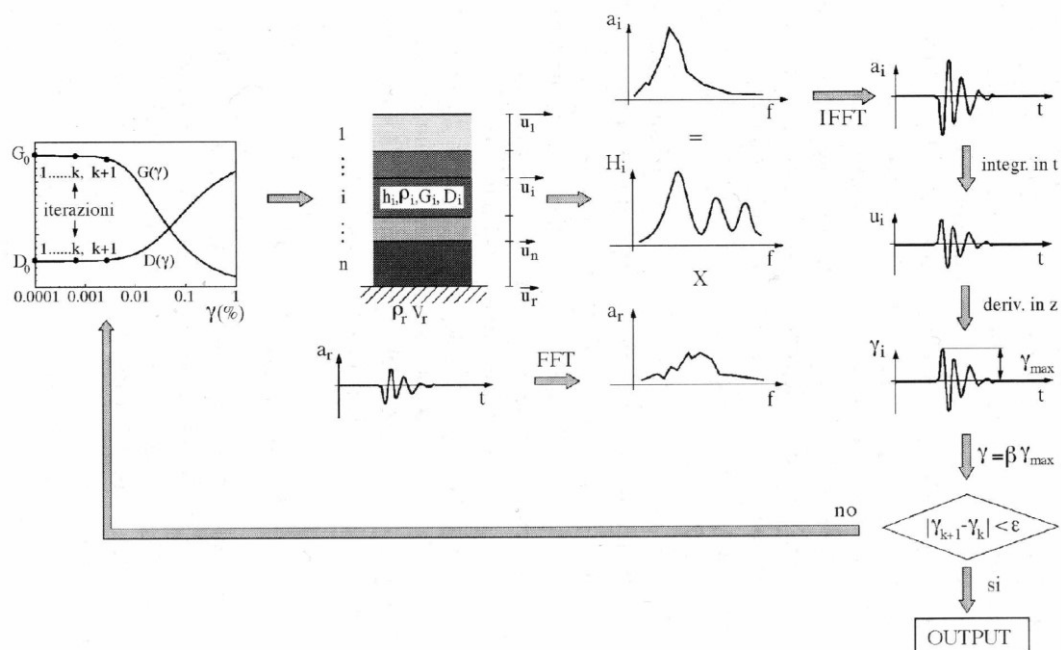 G₀
1......k, k+1
G(γ)
iterazioni
1......k, k+1
D₀
D(γ)
0.0001 0.001 0.01 0.1 1
γ(%)
1
⋮
i
⋮
n
hᵢ,ρᵢ,Gᵢ,Dᵢ
u₁
uᵢ
uₙ
uᵣ
ρᵣ Vᵣ
aᵣ
t
FFT
aᵢ
f
=
Hᵢ
f
X
aᵣ
f
IFFT
aᵢ
t
integr. in t
uᵢ
t
deriv. in z
γᵢ
γmax
t
γ=βγmax
|γₖ₊₁-γₖ|<ε
no
si
OUTPUT